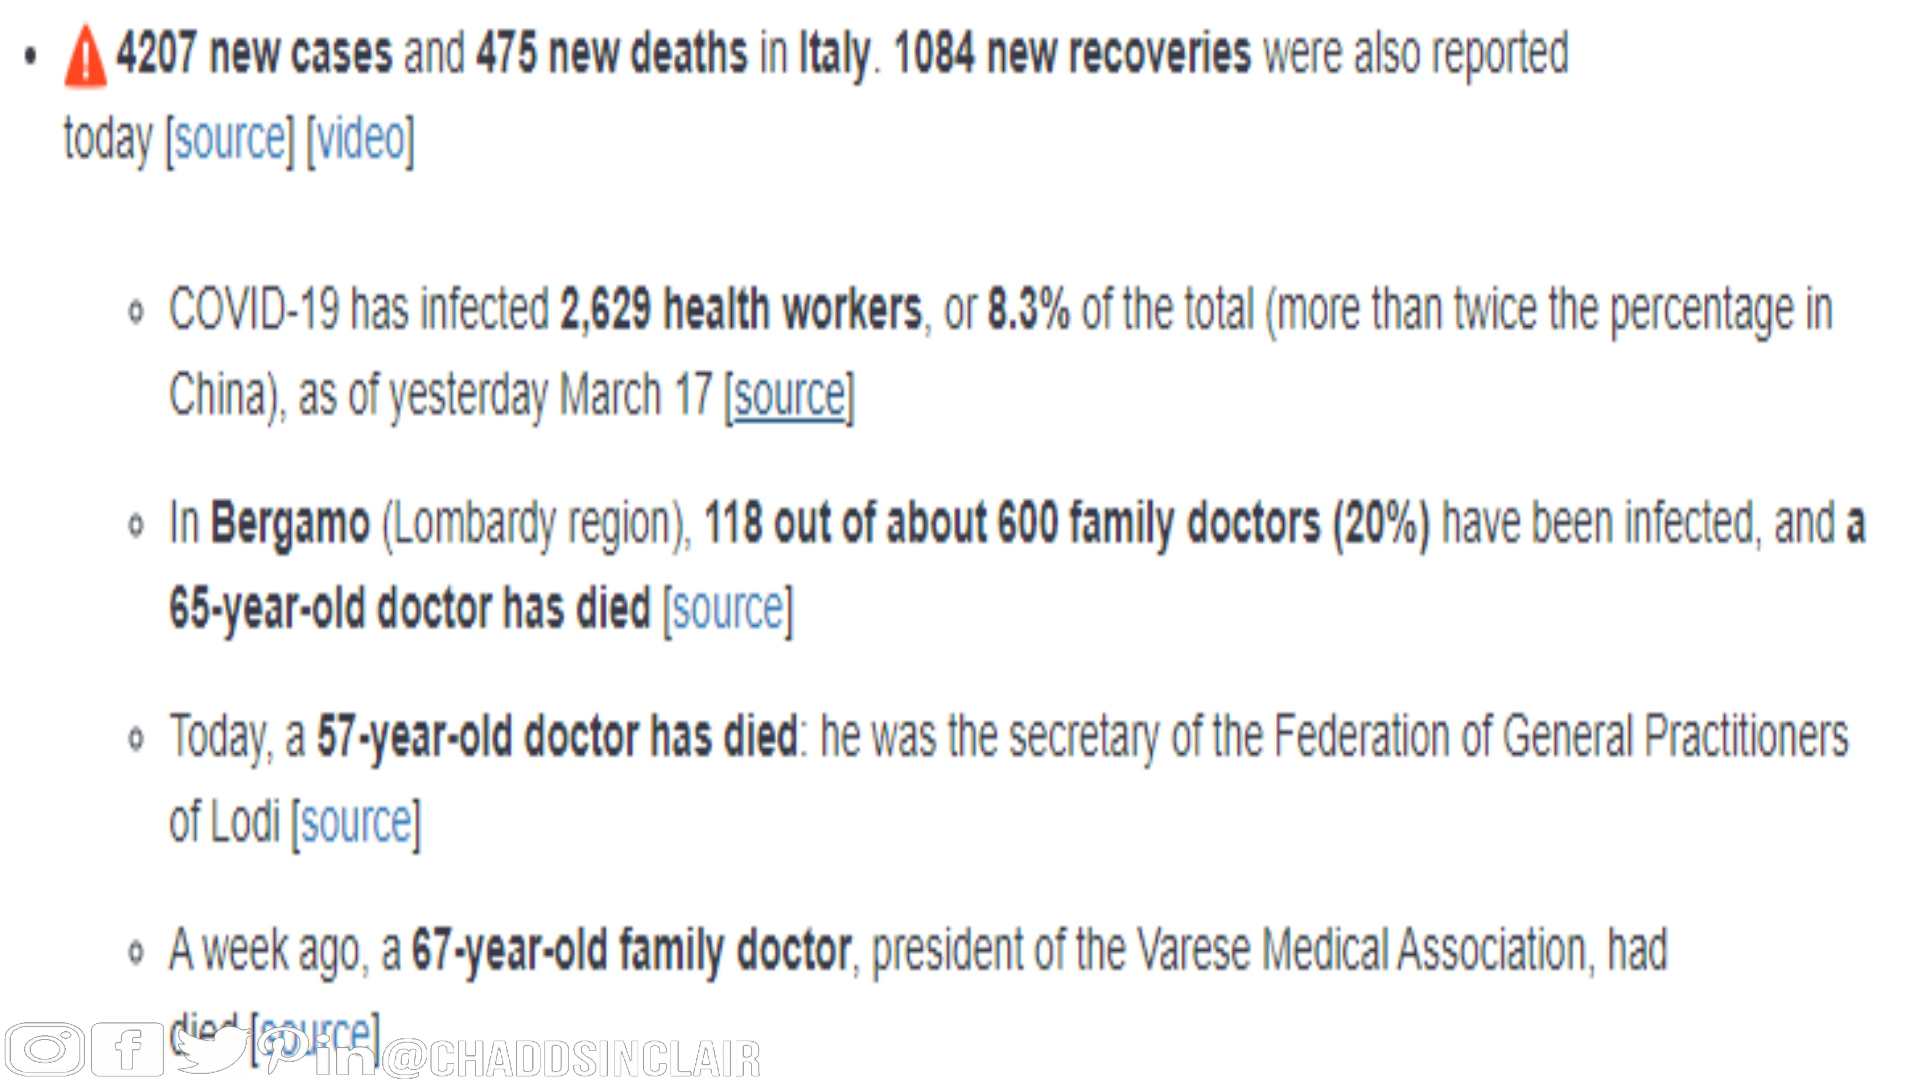 4207 new cases and 475 new deaths in Italy. 1084 new recoveries were also reported
today [source] [video]
COVID-19 has infected 2,629 health workers, or 8.3% of the total (more than twice the percentage in
China), as of yesterday March 17 [source]
In Bergamo (Lombardy region), 118 out of about 600 family doctors (20%) have been infected, and a
65-year-old doctor has died [source]
Today, a 57-year-old doctor has died: he was the secretary of the Federation of General Practitioners
of Lodi [source]
A week ago, a 67-year-old family doctor, president of the Varese Medical Association, had
died [source]
@CHADDSINCLAIR